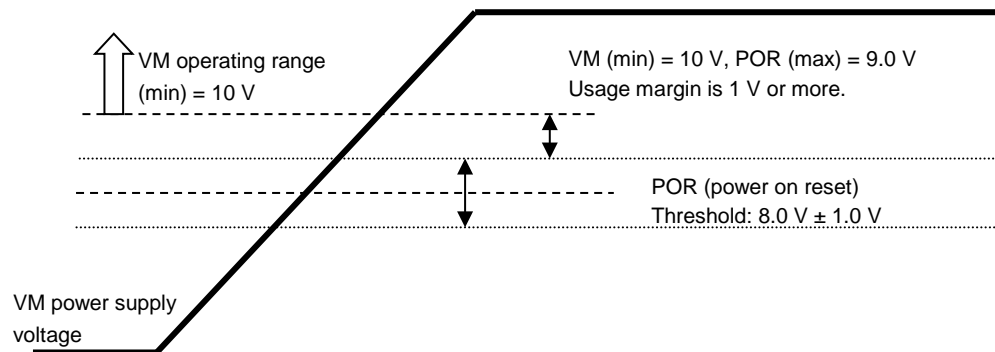 VM operating range
(min) = 10 V
VM (min) = 10 V, POR (max) = 9.0 V
Usage margin is 1 V or more.
POR (power on reset)
Threshold: 8.0 V ± 1.0 V
VM power supply
voltage